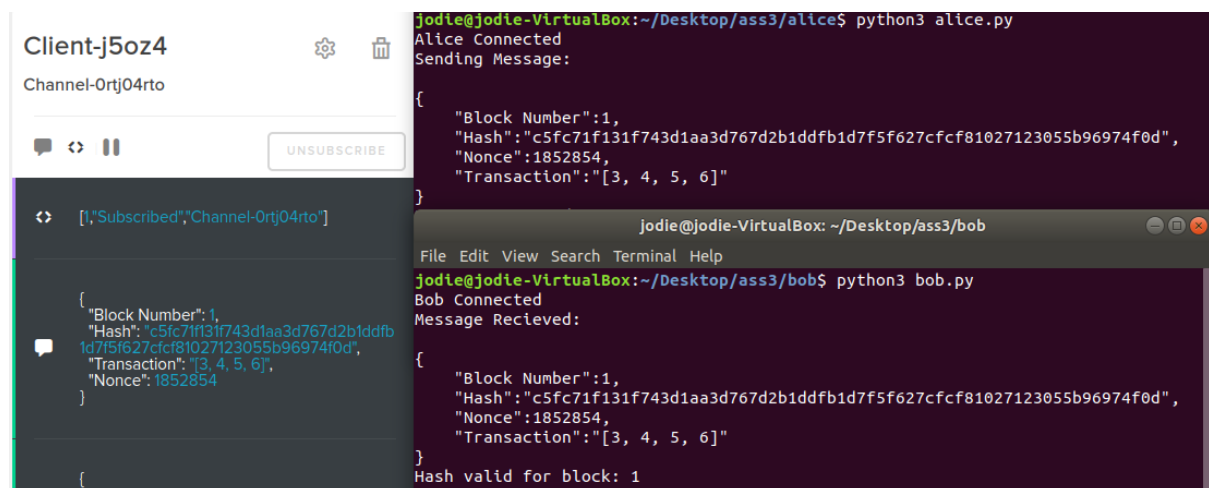 Client-j5oz4
Channel-0rtj04rto
UNSUBSCRIBE
[1,"Subscribed","Channel-0rtj04rto"]
{
"Block Number": 1,
"Hash": "c5fc71f131f743d1aa3d767d2b1ddfb
1d7f5f627cfcf81027123055b96974f0d",
"Transaction": "[3, 4, 5, 6]",
"Nonce": 1852854
}
{
jodie@jodie-VirtualBox:~/Desktop/ass3/alice$ python3 alice.py
Alice Connected
Sending Message:
{
"Block Number":1,
"Hash":"c5fc71f131f743d1aa3d767d2b1ddfb1d7f5f627cfcf81027123055b96974f0d",
"Nonce":1852854,
"Transaction":"[3, 4, 5, 6]"
}
jodie@jodie-VirtualBox: ~/Desktop/ass3/bob
File Edit View Search Terminal Help
jodie@jodie-VirtualBox:~/Desktop/ass3/bob$ python3 bob.py
Bob Connected
Message Recieved:
{
"Block Number":1,
"Hash":"c5fc71f131f743d1aa3d767d2b1ddfb1d7f5f627cfcf81027123055b96974f0d",
"Nonce":1852854,
"Transaction":"[3, 4, 5, 6]"
}
Hash valid for block: 1